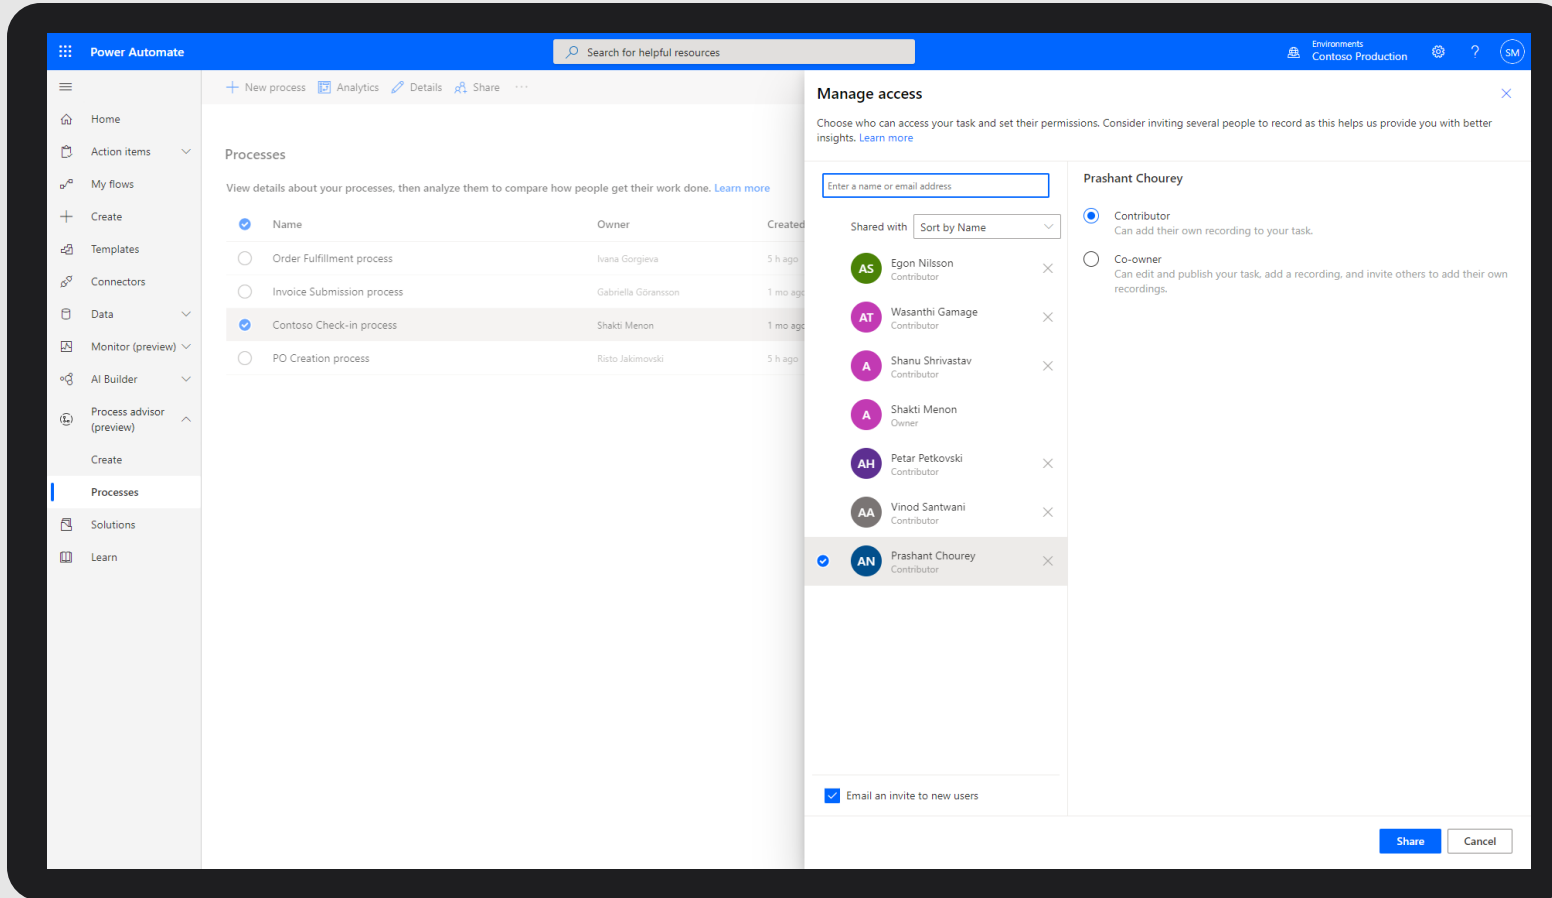 Power Automate
Search for helpful resources
Environments
Contoso Production
?
SM
Home
Action items
My flows
Create
Templates
Connectors
Data
Monitor (preview)
AI Builder
Process advisor
(preview)
Create
Processes
Solutions
Learn
New process
Analytics
Details
Share
...
Processes
View details about your processes, then analyze them to compare how people get their work done. Learn more
Name Owner Created
Order Fulfillment process Ivana Gorgieva 5 h ago
Invoice Submission process Gabriella Göransson 1 mo ago
Contoso Check-in process Shakti Menon 1 mo ago
PO Creation process Risto Jakimovski 5 h ago
Manage access
Choose who can access your task and set their permissions. Consider inviting several people to record as this helps us provide you with better
insights. Learn more
Enter a name or email address
Shared with Sort by Name
AS Egon Nilsson
Contributor
AT Wasanthi Gamage
Contributor
A Shanu Shrivastav
Contributor
A Shakti Menon
Owner
AH Petar Petkovski
Contributor
AA Vinod Santwani
Contributor
AN Prashant Chourey
Contributor
Email an invite to new users
Prashant Chourey
Contributor
Can add their own recording to your task.
Co-owner
Can edit and publish your task, add a recording, and invite others to add their own
recordings.
Share
Cancel